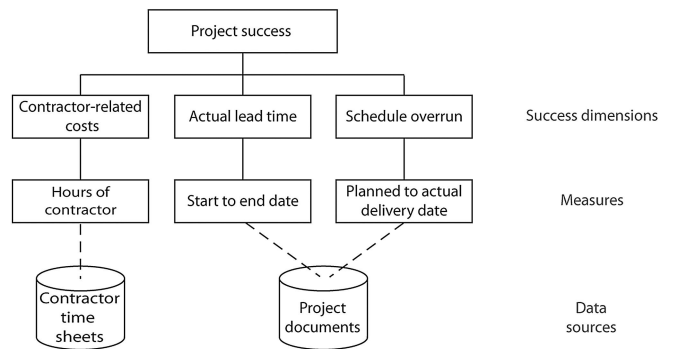 Project success
Contractor-related
costs
Actual lead time
Schedule overrun
Success dimensions
Hours of
contractor
Start to end date
Planned to actual
delivery date
Measures
Contractor
time
sheets
Project
documents
Data
sources